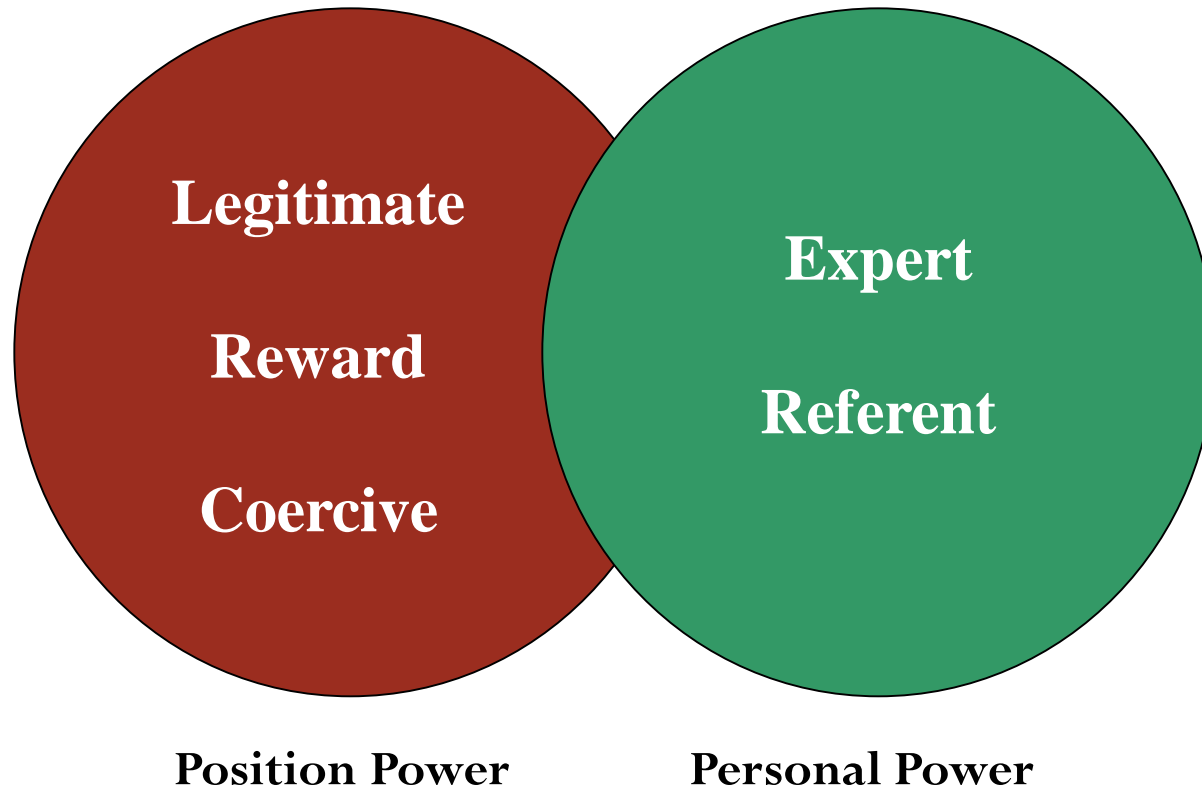 Legitimate
Reward
Coercive
Expert
Referent
Position Power
Personal Power